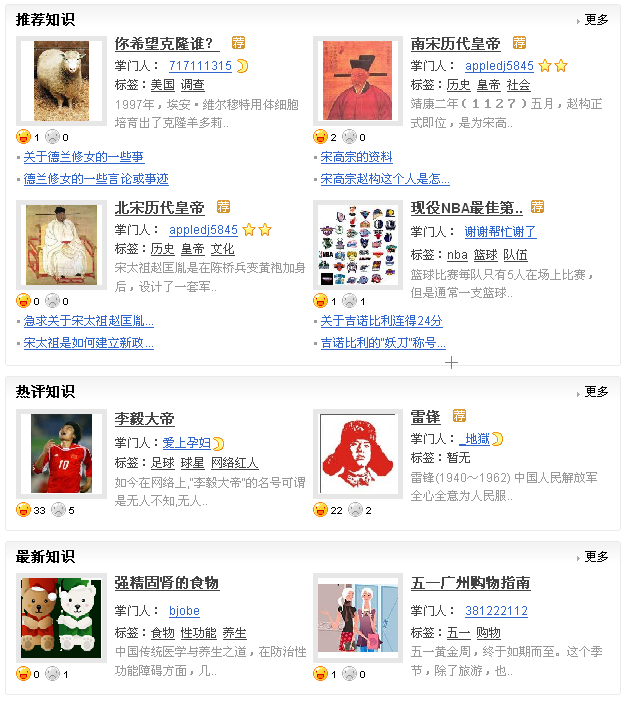 推荐知识 更多
你希望克隆谁？ 荐
掌门人： 717111315
标签：美国 调查
1997年，埃安·维尔穆特用体细胞
培育出了克隆羊多莉..
1 0
·关于德兰修女的一些事
·德兰修女的一些言论或事迹
南宋历代皇帝 荐
掌门人： appledj5845
标签：历史 皇帝 社会
靖康二年(１１２７）五月，赵构正
式即位，是为宋高..
2 0
·宋高宗的资料
·宋高宗赵构这个人是怎...
北宋历代皇帝 荐
掌门人： appledj5845
标签：历史 皇帝 文化
宋太祖赵匡胤是在陈桥兵变黄袍加身
后，设计了一套军..
0 0
·急求关于宋太祖赵匡胤...
·宋太祖是如何建立新政...
现役NBA最佳第.. 荐
掌门人： 谢谢帮忙谢了
标签：nba 篮球 队伍
篮球比赛每队只有5人在场上比赛，
但是通常一支篮球..
1 1
·关于吉诺比利连得24分
·吉诺比利的"妖刀"称号...
热评知识 更多
李毅大帝
掌门人：爱上孕妇
标签：足球 球星 网络红人
如今在网络上,"李毅大帝"的名号可谓
是无人不知,无人..
33 5
雷锋 荐
掌门人：_地獄
标签：暂无
雷锋(1940～1962) 中国人民解放军
全心全意为人民服..
22 2
最新知识 更多
强精固肾的食物
掌门人： bjobe
标签：食物 性功能 养生
中国传统医学与养生之道，在防治性
功能障碍方面，几..
0 1
五一广州购物指南
掌门人： 381222112
标签：五一 购物
五一黄金周，终于如期而至。这个季
节，除了旅游，也..
1 0